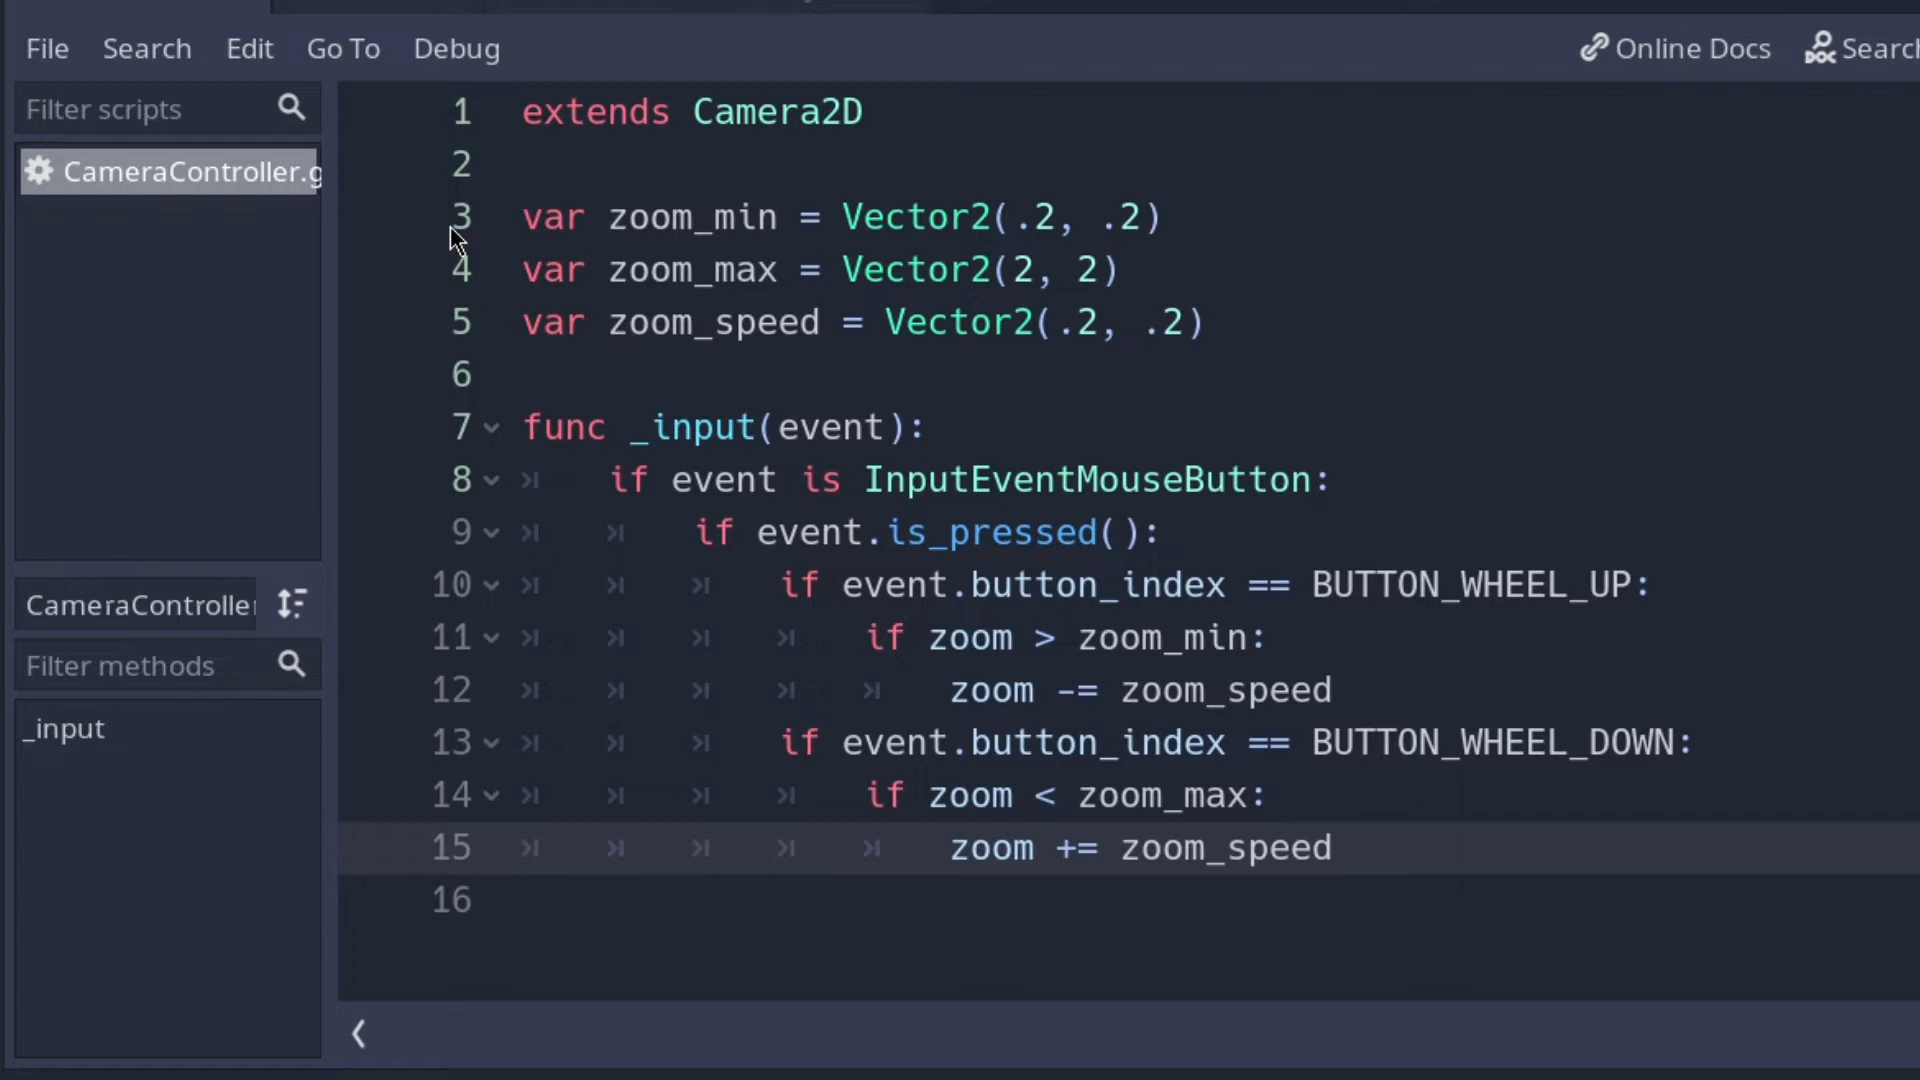 File Search Edit Go To Debug Online Docs Search
Filter scripts
CameraController.g
CameraController
Filter methods
_input
1 extends Camera2D
2
3 var zoom_min = Vector2(.2, .2)
4 var zoom_max = Vector2(2, 2)
5 var zoom_speed = Vector2(.2, .2)
6
7 func _input(event):
8 if event is InputEventMouseButton:
9 if event.is_pressed():
10 if event.button_index == BUTTON_WHEEL_UP:
11 if zoom > zoom_min:
12 zoom -= zoom_speed
13 if event.button_index == BUTTON_WHEEL_DOWN:
14 if zoom < zoom_max:
15 zoom += zoom_speed
16